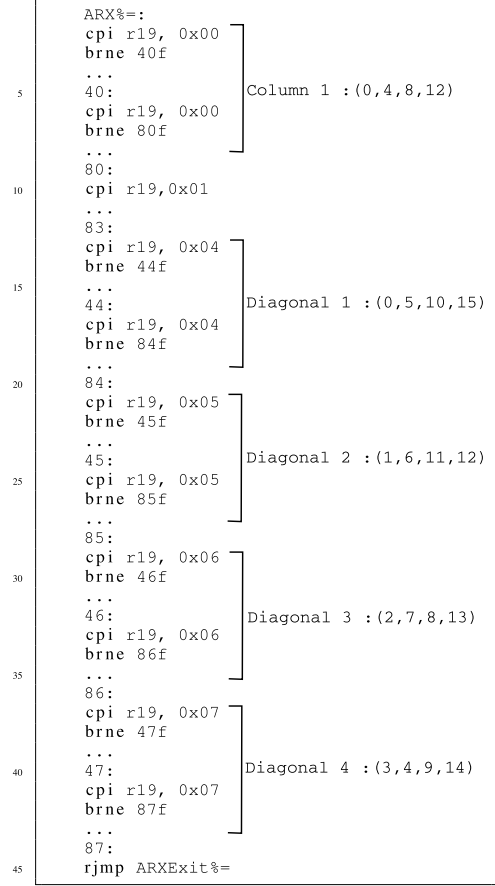 ARX%=:
cpi r19, 0x00
brne 40f
...
5 40: Column 1 :(0,4,8,12)
cpi r19, 0x00
brne 80f
...
80:
10 cpi r19,0x01
...
83:
cpi r19, 0x04
brne 44f
15 ...
44: Diagonal 1 :(0,5,10,15)
cpi r19, 0x04
brne 84f
...
20 84:
cpi r19, 0x05
brne 45f
...
45: Diagonal 2 :(1,6,11,12)
25 cpi r19, 0x05
brne 85f
...
85:
cpi r19, 0x06
30 brne 46f
...
46: Diagonal 3 :(2,7,8,13)
cpi r19, 0x06
brne 86f
35 ...
86:
cpi r19, 0x07
brne 47f
...
40 47: Diagonal 4 :(3,4,9,14)
cpi r19, 0x07
brne 87f
...
87:
45 rjmp ARXExit%=